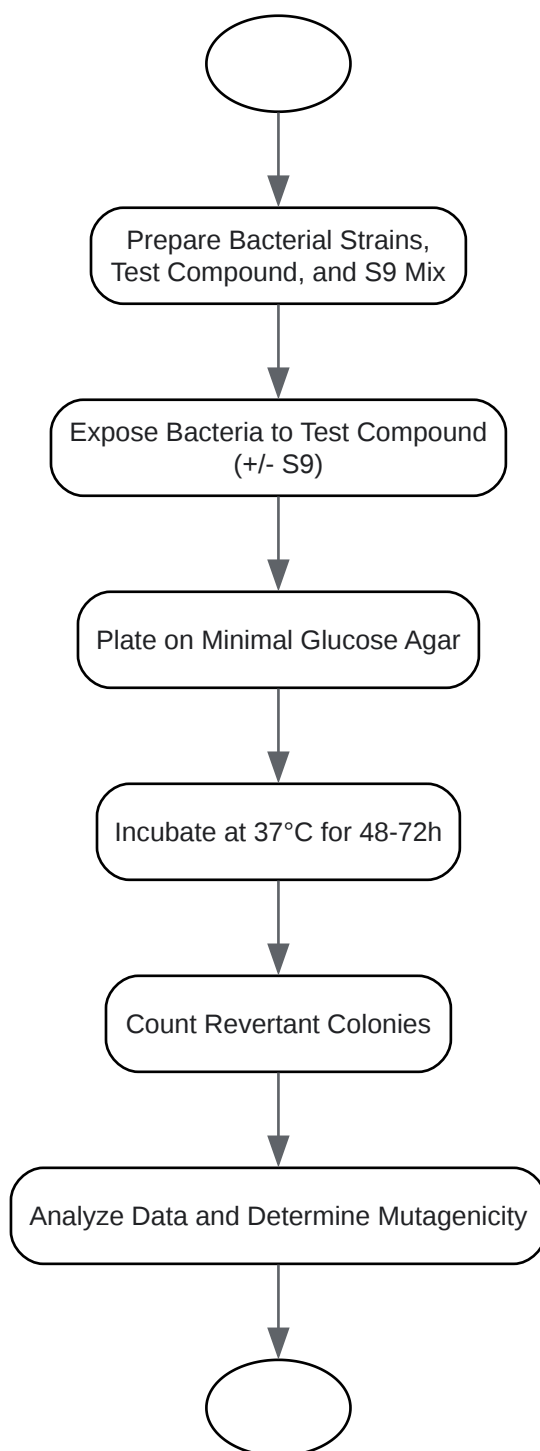 Prepare Bacterial Strains,
Test Compound, and S9 Mix
Expose Bacteria to Test Compound
(+/- S9)
Plate on Minimal Glucose Agar
Incubate at 37°C for 48-72h
Count Revertant Colonies
Analyze Data and Determine Mutagenicity